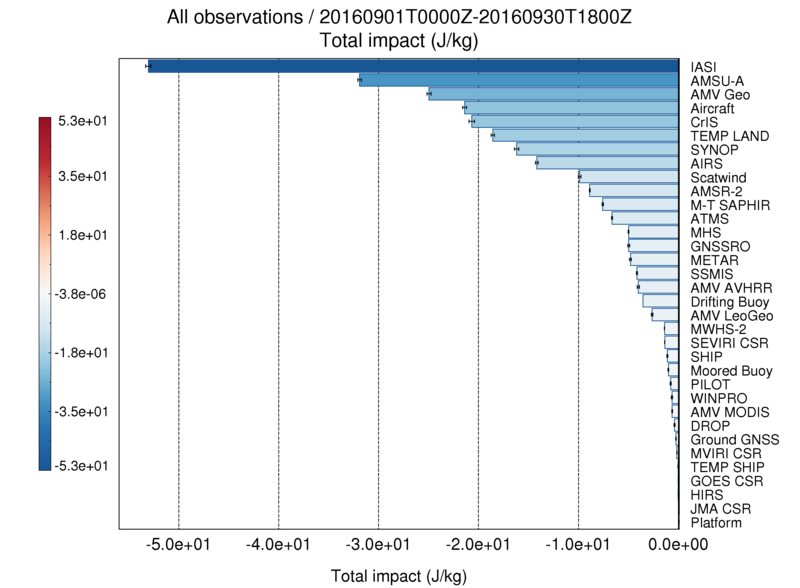 All observations / 20160901T0000Z-20160930T1800Z
Total impact (J/kg)
5.3e+01
3.5e+01
1.8e+01
-3.8e-06
-1.8e+01
-3.5e+01
-5.3e+01
IASI
AMSU-A
AMV Geo
Aircraft
CrIS
TEMP LAND
SYNOP
AIRS
Scatwind
AMSR-2
M-T SAPHIR
ATMS
MHS
GNSSRO
METAR
SSMIS
AMV AVHRR
Drifting Buoy
AMV LeoGeo
MWHS-2
SEVIRI CSR
SHIP
Moored Buoy
PILOT
WINPRO
AMV MODIS
DROP
Ground GNSS
MVIRI CSR
TEMP SHIP
GOES CSR
HIRS
JMA CSR
Platform
-5.0e+01 -4.0e+01 -3.0e+01 -2.0e+01 -1.0e+01 0.0e+00
Total impact (J/kg)